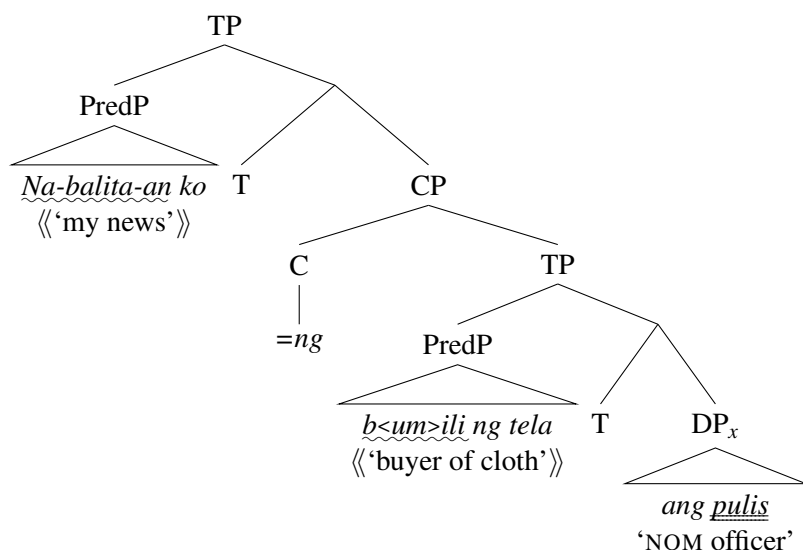 TP
PredP
Na-balita-an ko
⟪‘my news’⟫
T
CP
C
=ng
TP
PredP
b<um>ili ng tela
⟪‘buyer of cloth’⟫
T
DPx
ang pulis
‘NOM officer’